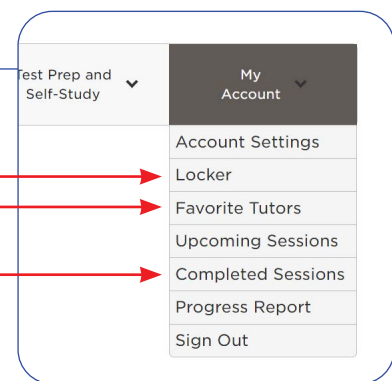 Test Prep and
Self-Study
My
Account
Account Settings
Locker
Favorite Tutors
Upcoming Sessions
Completed Sessions
Progress Report
Sign Out